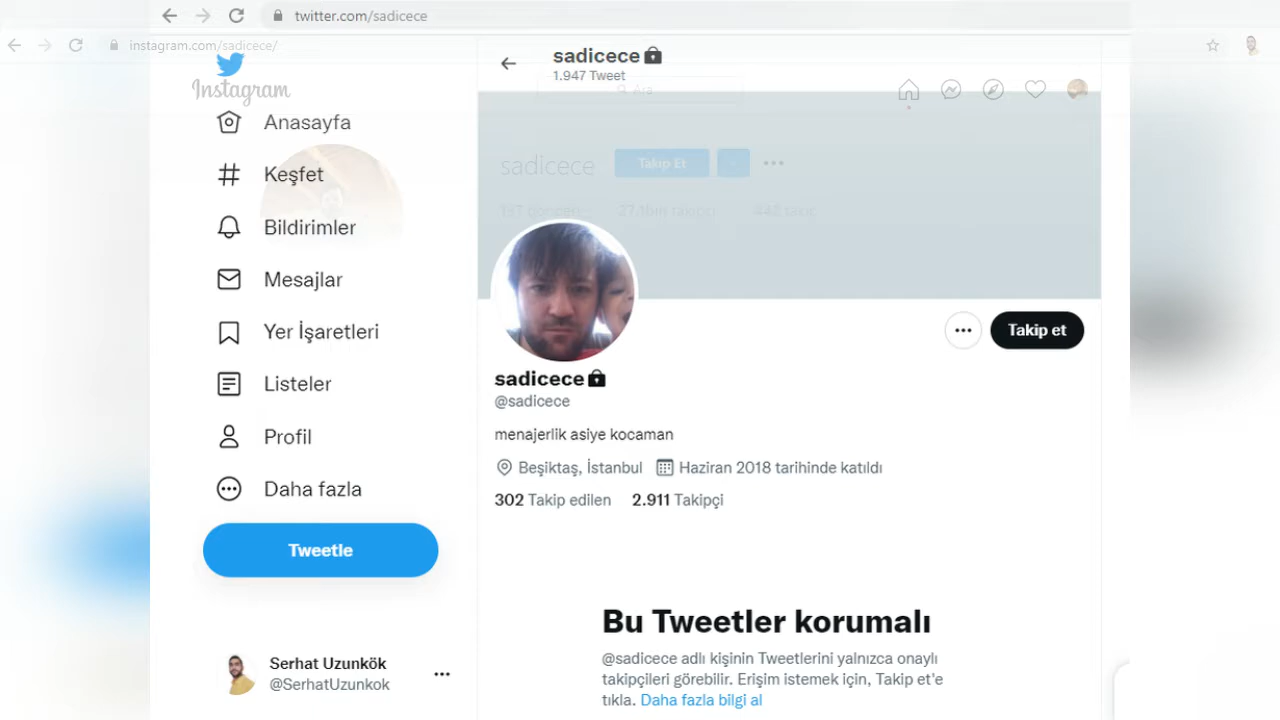 twitter.com/sadicece
instagram.com/sadicece/
Instagram
sadicece
1.947 Tweet
Ara
Anasayfa
Keşfet
Bildirimler
Mesajlar
Yer İşaretleri
Listeler
Profil
Daha fazla
Tweetle
Serhat Uzunkök
@SerhatUzunkok
sadicece
Takip Et
Takip et
sadicece
@sadicece
menajerlik asiye kocaman
Beşiktaş, İstanbul Haziran 2018 tarihinde katıldı
302 Takip edilen 2.911 Takipçi
Bu Tweetler korumalı
@sadicece adlı kişinin Tweetlerini yalnızca onaylı
takipçileri görebilir. Erişim istemek için, Takip et'e
tıkla. Daha fazla bilgi al